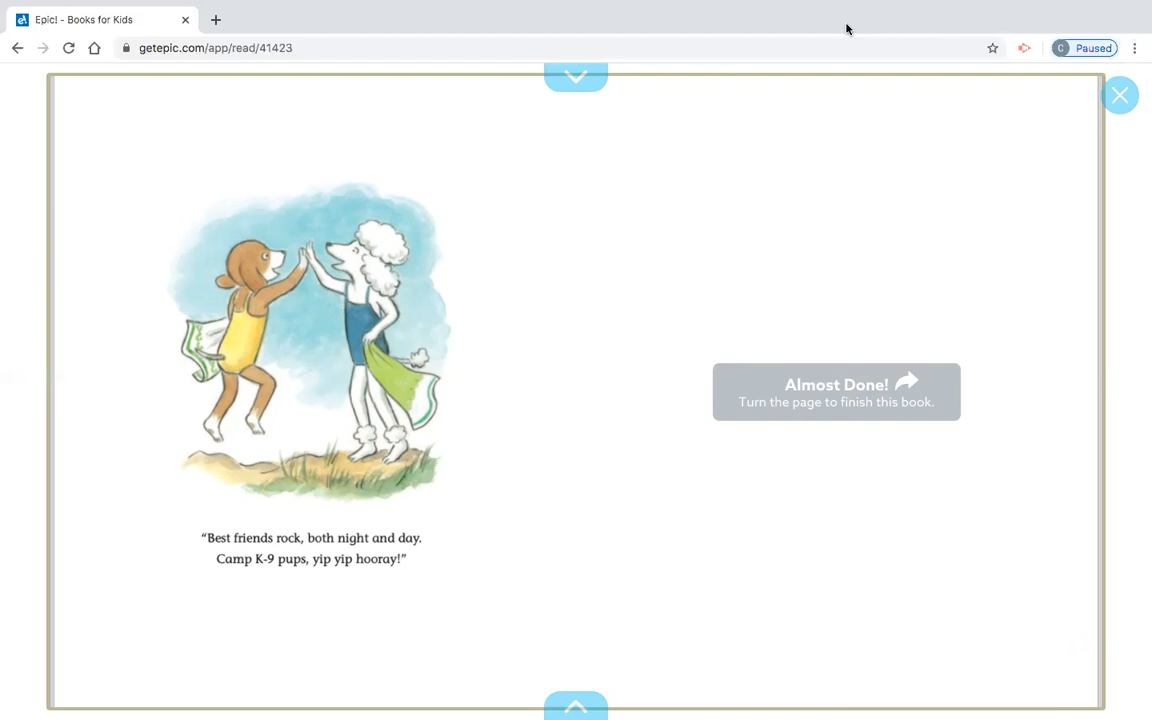 Epic! - Books for Kids
getepic.com/app/read/41423
C Paused
Almost Done!
Turn the page to finish this book.
“Best friends rock, both night and day.
Camp K-9 pups, yip yip hooray!”